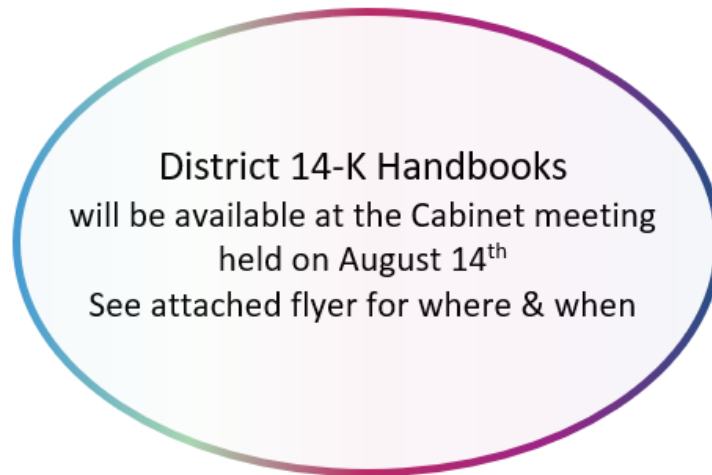 District 14-K Handbooks
will be available at the Cabinet meeting
held on August 14th
See attached flyer for where & when